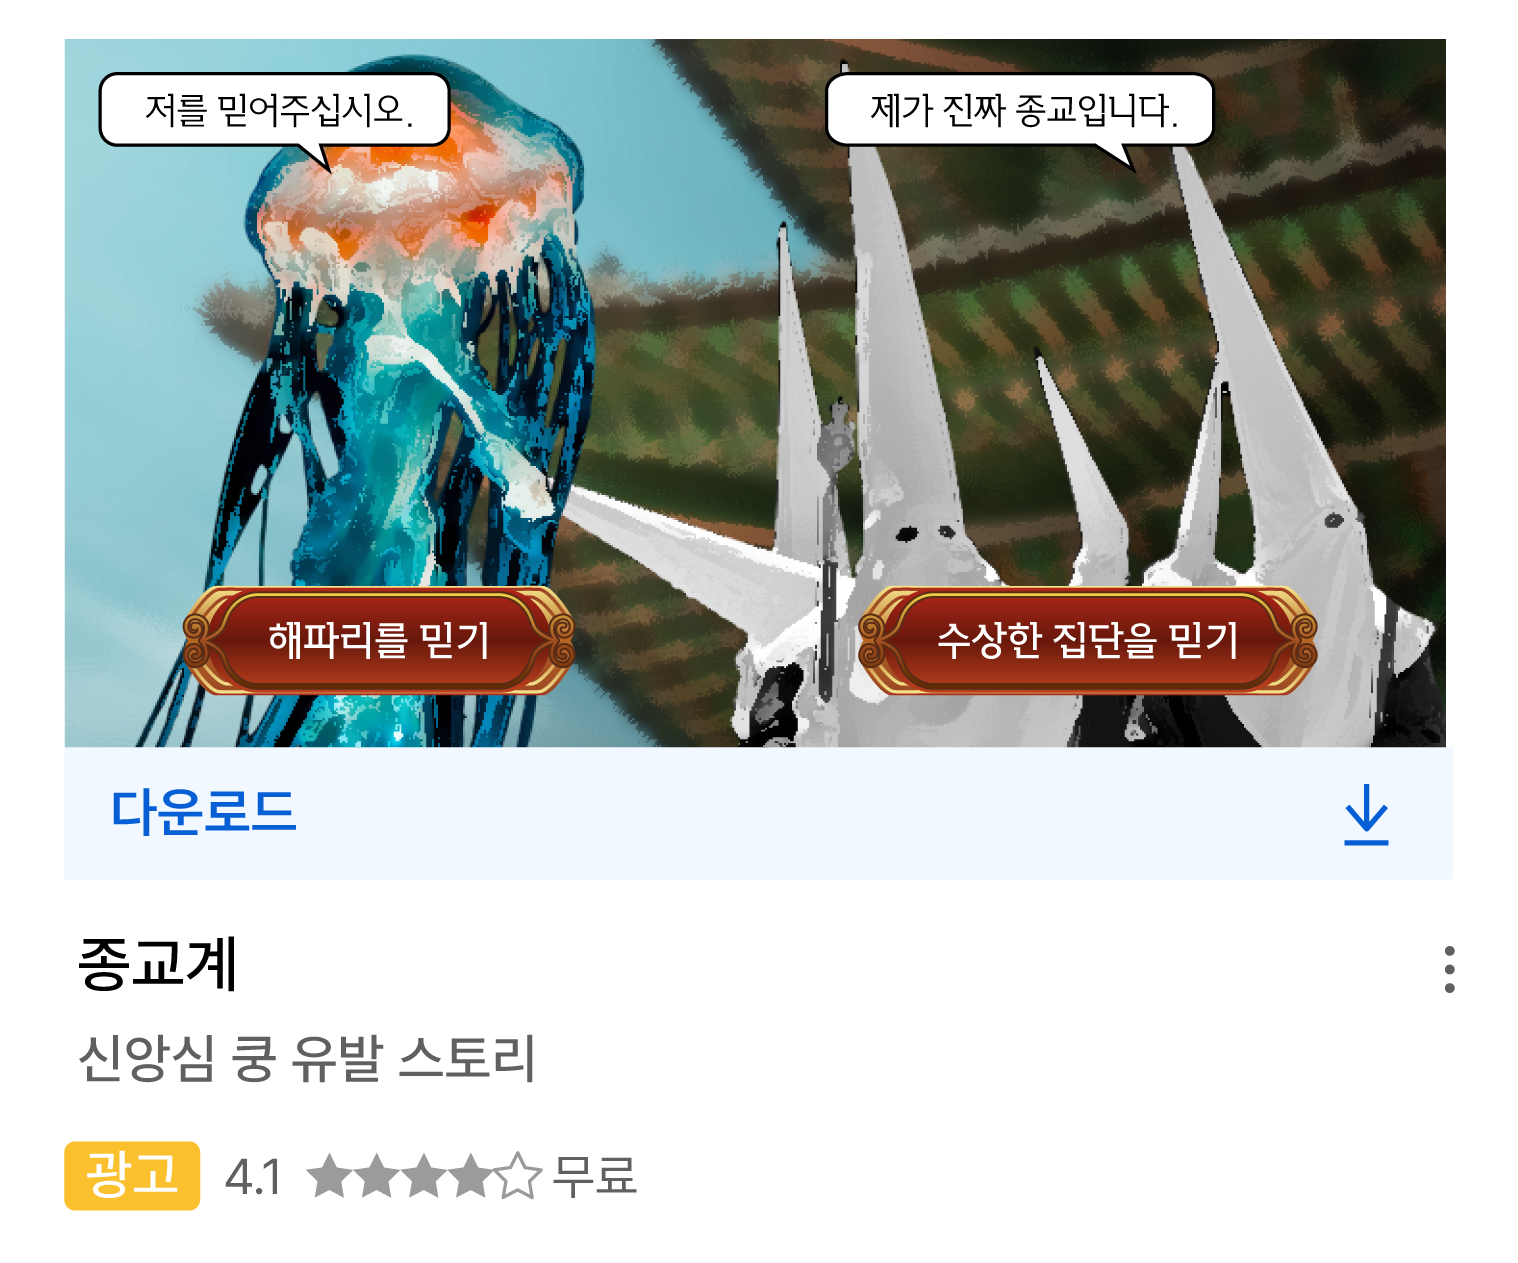 저를 믿어주십시오.
제가 진짜 종교입니다.
해파리를 믿기
수상한 집단을 믿기
다운로드
종교계
신앙심 쿵 유발 스토리
광고 4.1 무료